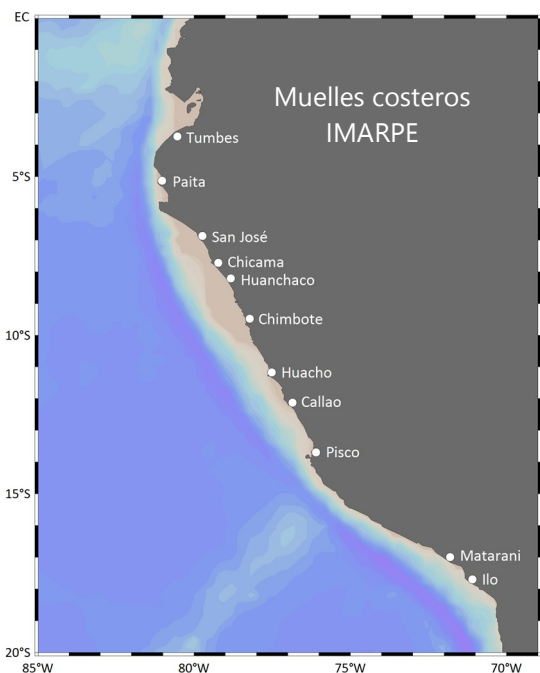 EC
Muelles costeros
IMARPE
Tumbes
5°S
Paita
San José
Chicama
Huanchaco
Chimbote
10°S
Huacho
Callao
Pisco
15°S
Matarani
Ilo
20°S
85°W
80°W
75°W
70°W